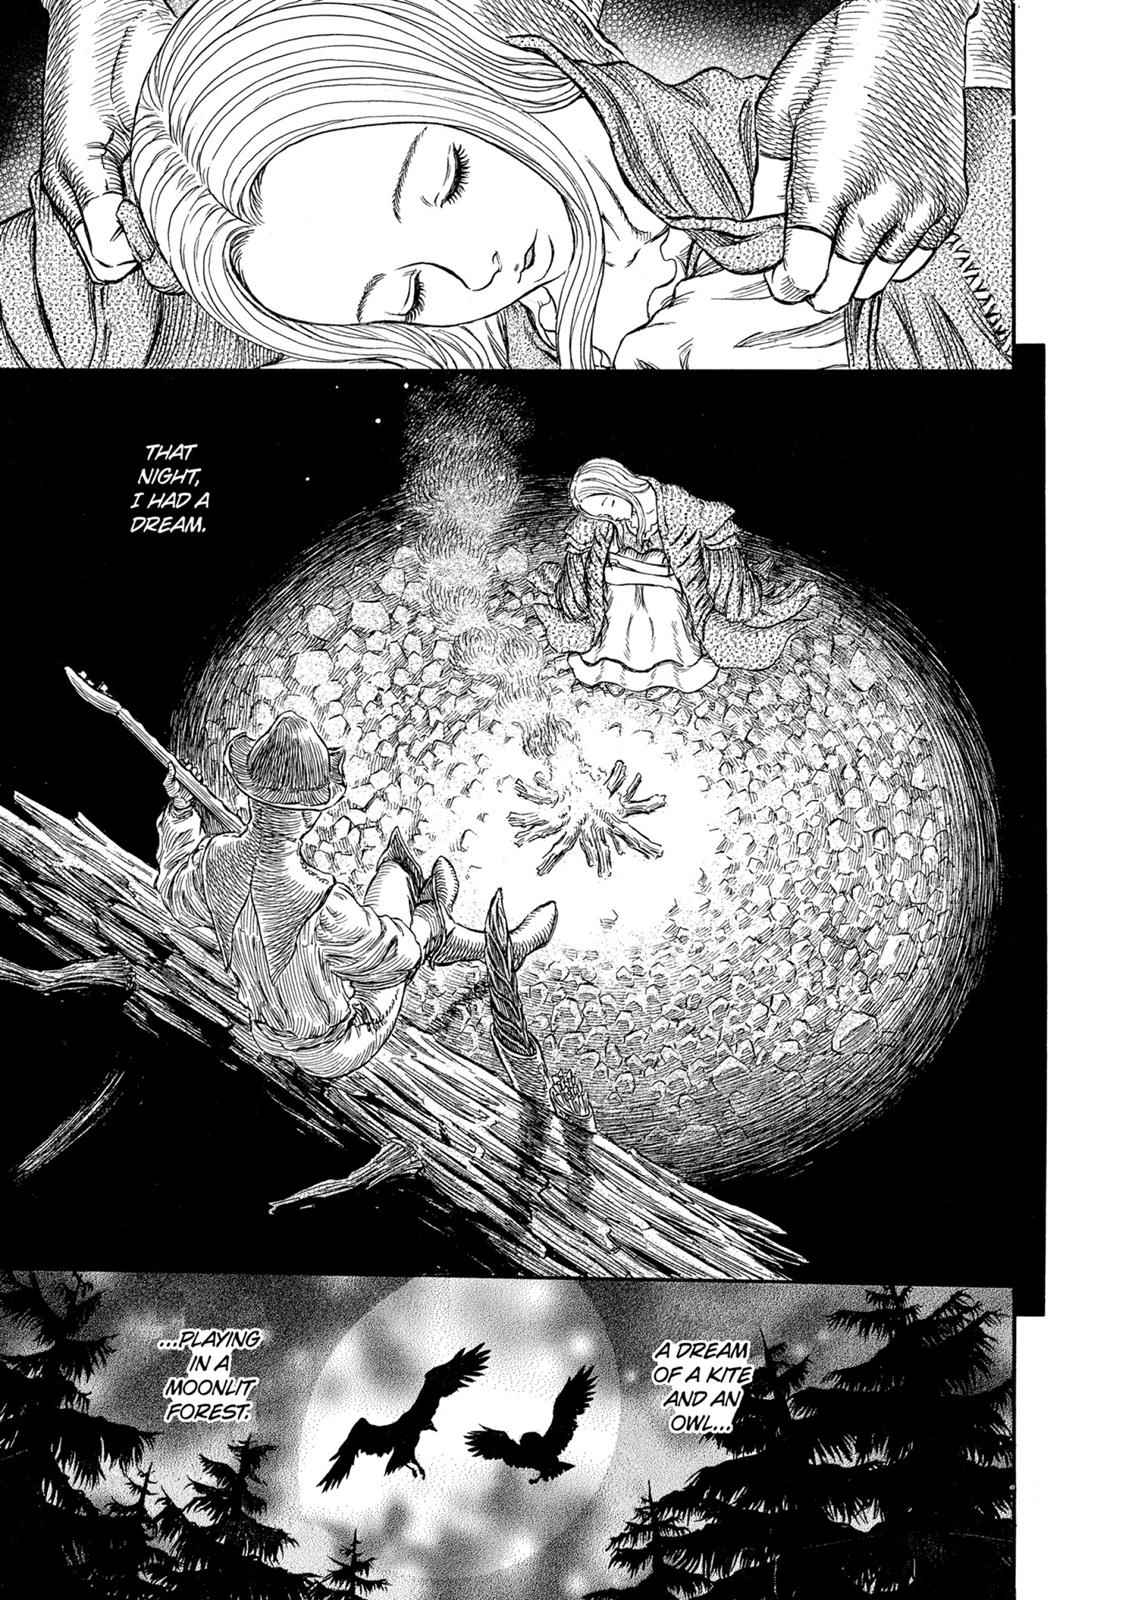 THAT
NIGHT,
I HAD A
DREAM.
A DREAM
OF A KITE
AND AN
OWL...
...PLAYING
IN A
MOONLIT
FOREST.